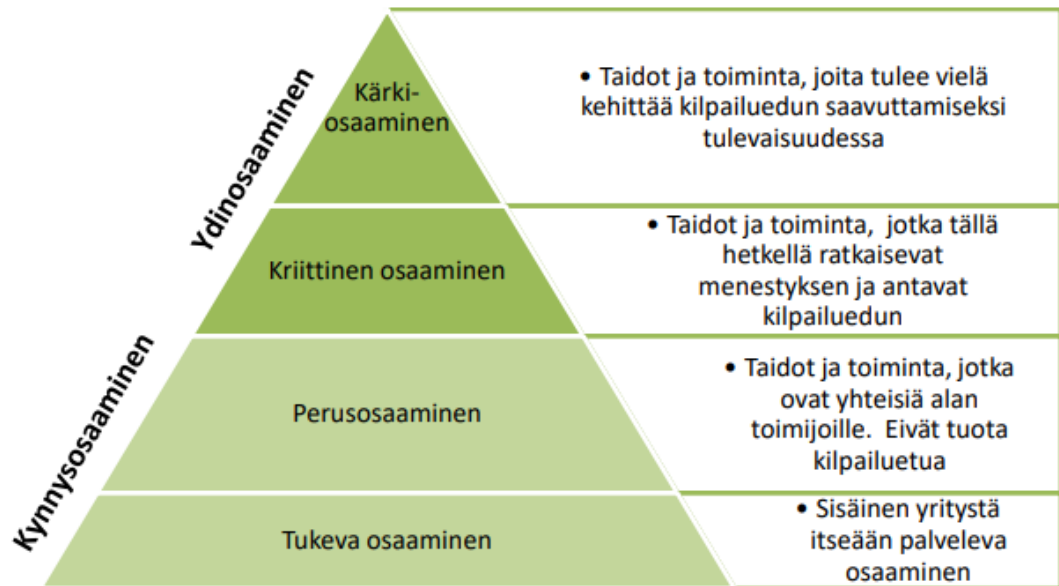 Ydinosaaminen
Kynnysosaaminen
Kärki-
osaaminen
• Taidot ja toiminta, joita tulee vielä
kehittää kilpailuedun saavuttamiseksi
tulevaisuudessa
Kriittinen osaaminen
• Taidot ja toiminta, jotka tällä
hetkellä ratkaisevat
menestyksen ja antavat
kilpailuedun
Perusosaaminen
• Taidot ja toiminta, jotka
ovat yhteisiä alan
toimijoille. Eivät tuota
kilpailuetua
Tukeva osaaminen
• Sisäinen yritystä
itseään palveleva
osaaminen